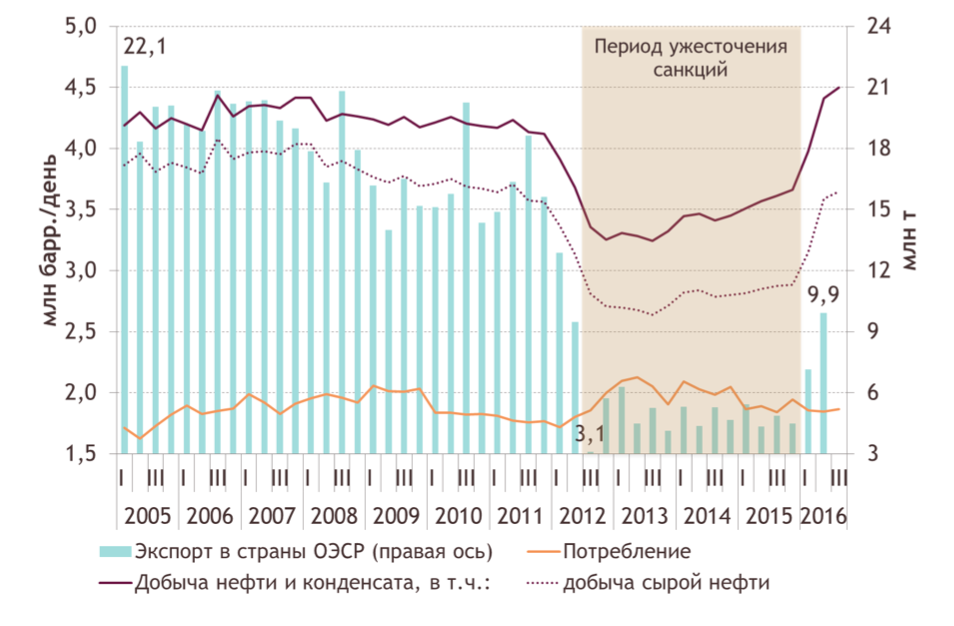 5,0
4,5
4,0
3,5
3,0
2,5
2,0
1,5
млн барр./день
22,1
Период ужесточения
санкций
3,1
9,9
24
21
18
15
12
9
6
3
млн т
I III I III I III I III I III I III I III I III I III I III I III I III
2005 2006 2007 2008 2009 2010 2011 2012 2013 2014 2015 2016
Экспорт в страны ОЭСР (правая ось) Потребление
Добыча нефти и конденсата, в т.ч.: добыча сырой нефти